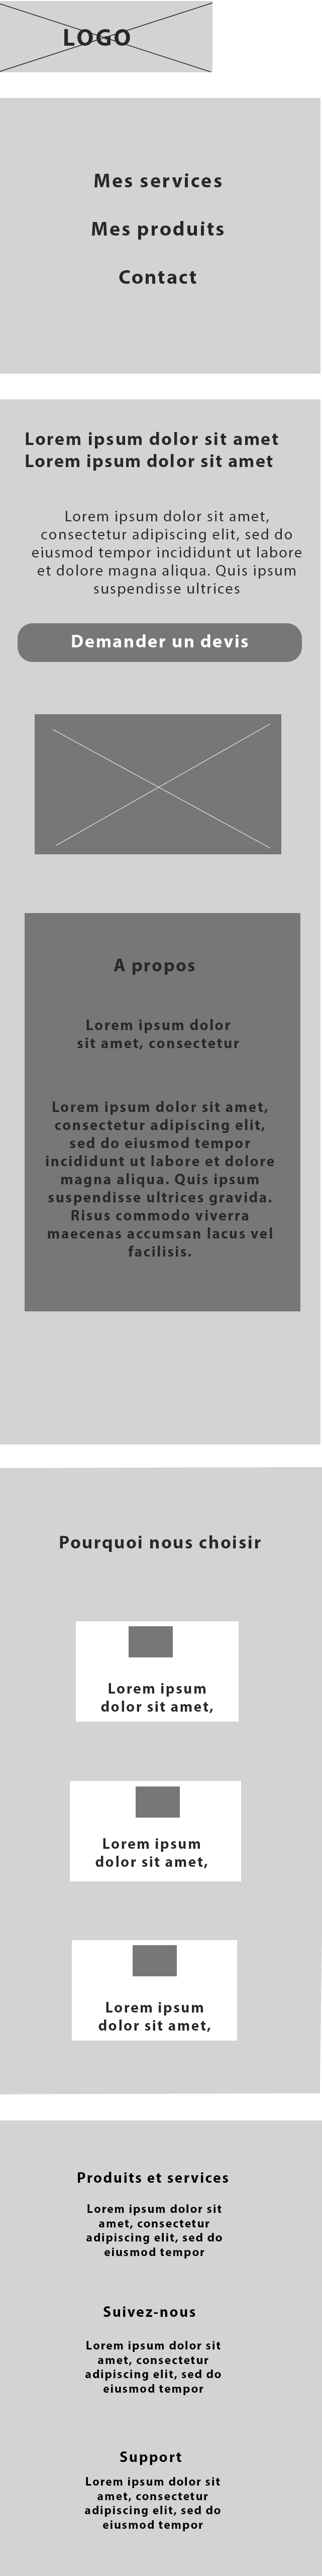 LOGO
Mes services
Mes produits
Contact
Lorem ipsum dolor sit amet
Lorem ipsum dolor sit amet
Lorem ipsum dolor sit amet,
consectetur adipiscing elit, sed do
eiusmod tempor incididunt ut labore
et dolore magna aliqua. Quis ipsum
suspendisse ultrices
Demander un devis
A propos
Lorem ipsum dolor
sit amet, consectetur
Lorem ipsum dolor sit amet,
consectetur adipiscing elit,
sed do eiusmod tempor
incididunt ut labore et dolore
magna aliqua. Quis ipsum
suspendisse ultrices gravida.
Risus commodo viverra
maecenas accumsan lacus vel
facilisis.
Pourquoi nous choisir
Lorem ipsum
dolor sit amet,
Lorem ipsum
dolor sit amet,
Lorem ipsum
dolor sit amet,
Produits et services
Lorem ipsum dolor sit
amet, consectetur
adipiscing elit, sed do
eiusmod tempor
Suivez-nous
Lorem ipsum dolor sit
amet, consectetur
adipiscing elit, sed do
eiusmod tempor
Support
Lorem ipsum dolor sit
amet, consectetur
adipiscing elit, sed do
eiusmod tempor